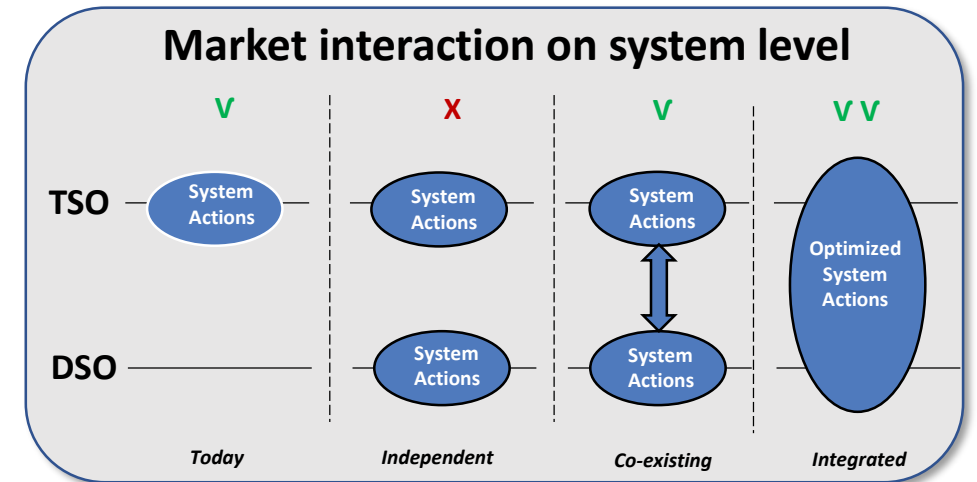 Market interaction on system level
V X V V V
TSO
System
Actions
System
Actions
System
Actions
Optimized
System
Actions
DSO
System
Actions
System
Actions
Today Independent Co-existing Integrated